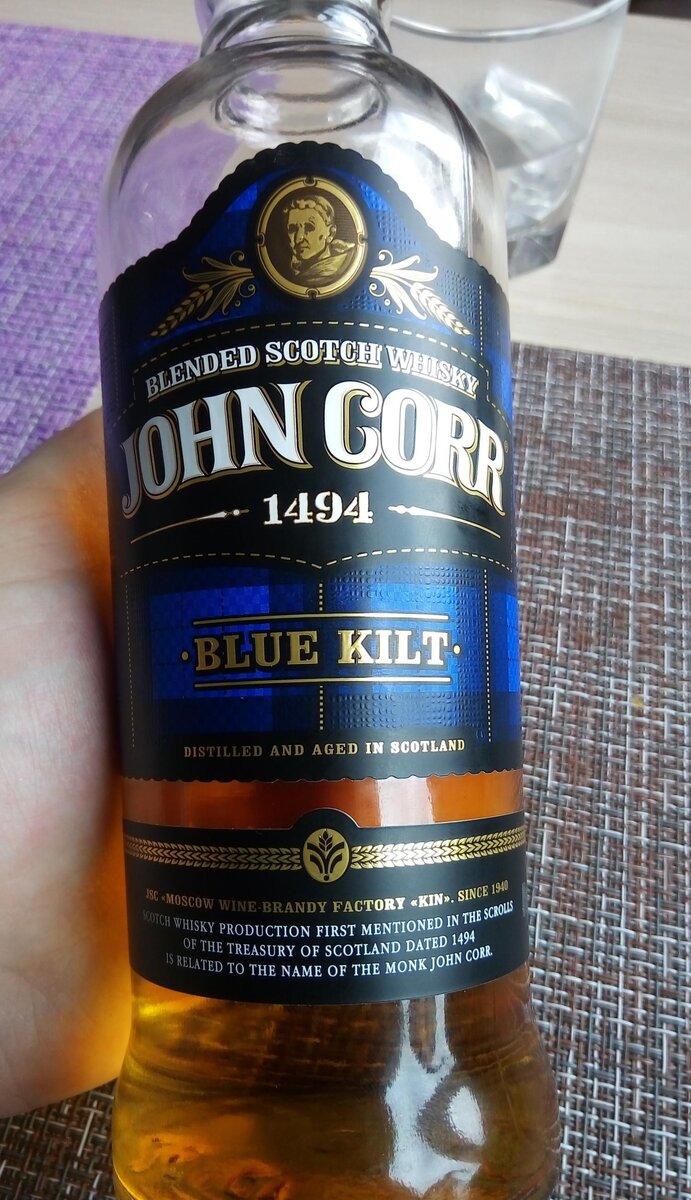 BLENDED SCOTCH WHISKY
JOHN CORR®
1494
·BLUE KILT·
DISTILLED AND AGED IN SCOTLAND
JSC «MOSCOW WINE-BRANDY FACTORY «KIN». SINCE 1940
SCOTCH WHISKY PRODUCTION FIRST MENTIONED IN THE SCROLLS
OF THE TREASURY OF SCOTLAND DATED 1494
IS RELATED TO THE NAME OF THE MONK JOHN CORR.